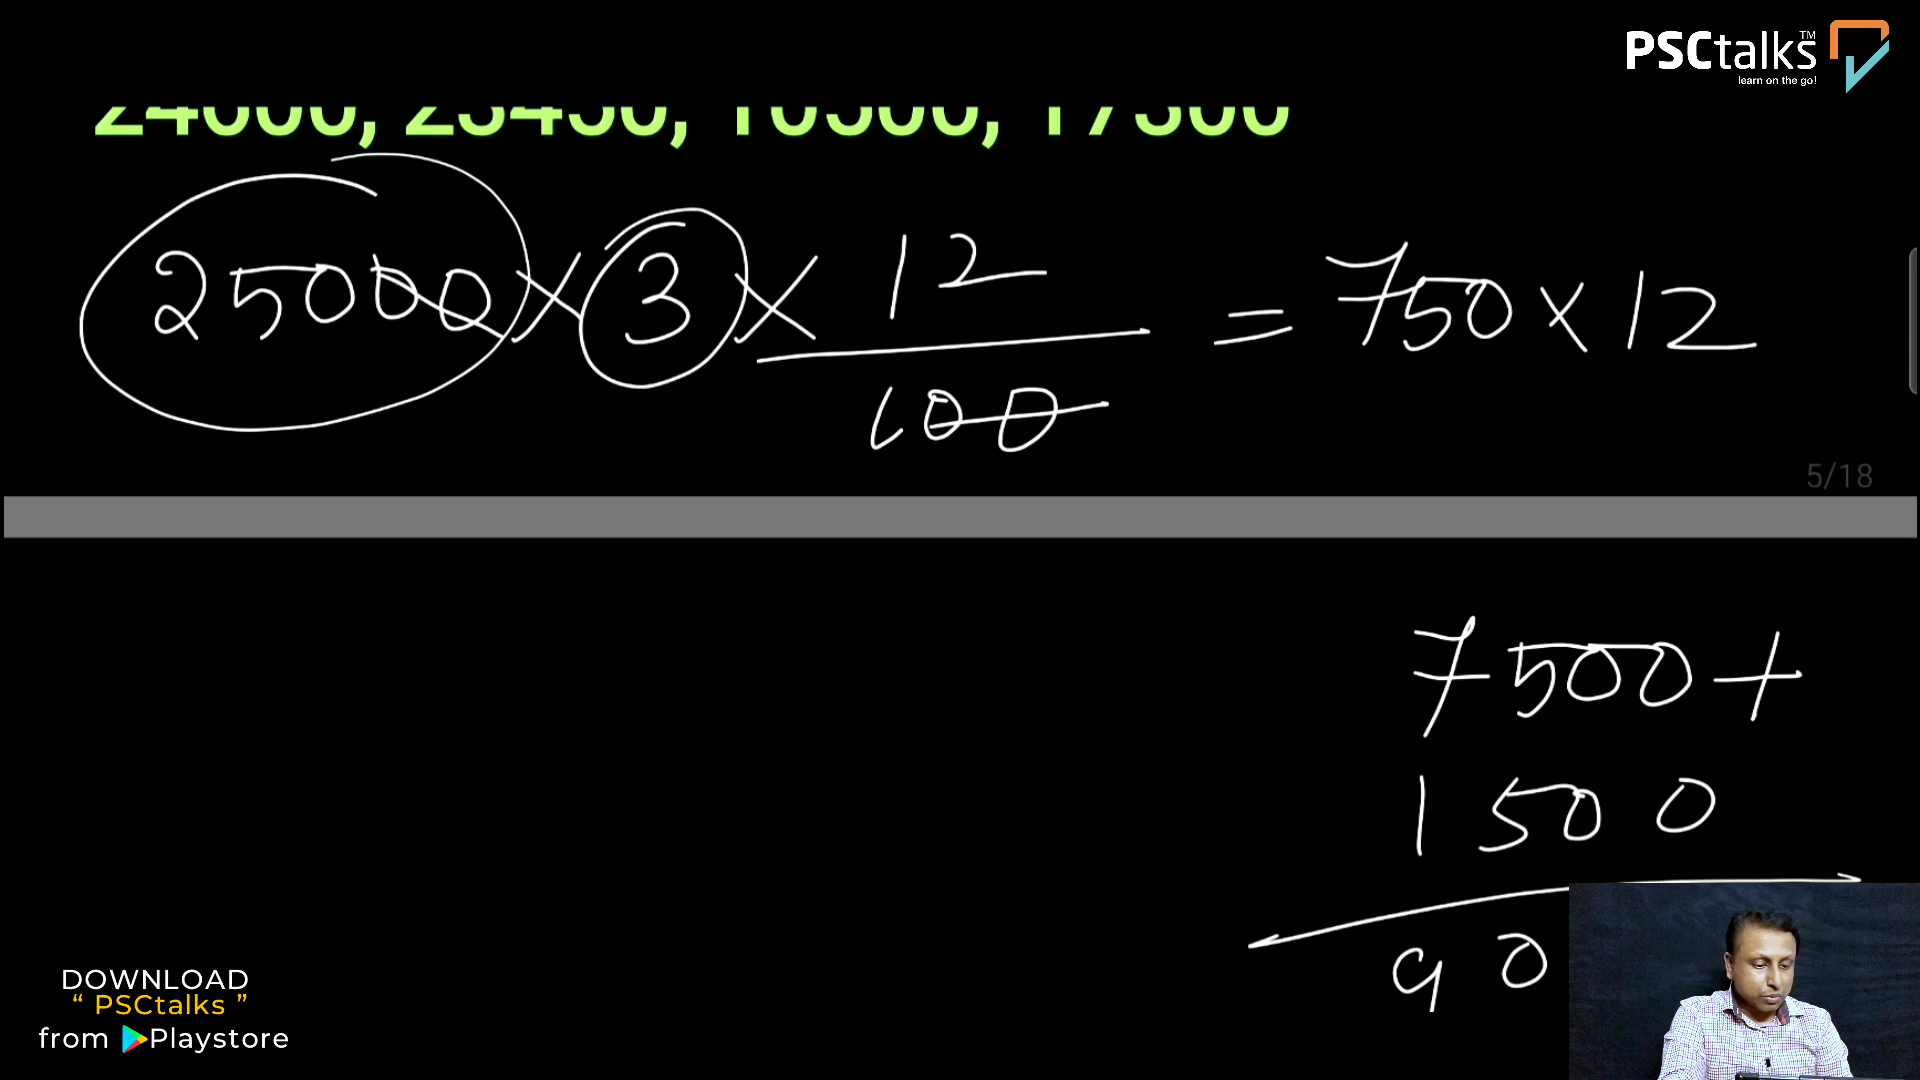 PSCtalks™
learn on the go!
25000 × 3 × 12/100 = 750 × 12
5/18
7500 +
1500
90
DOWNLOAD
“ PSCtalks ”
from Playstore